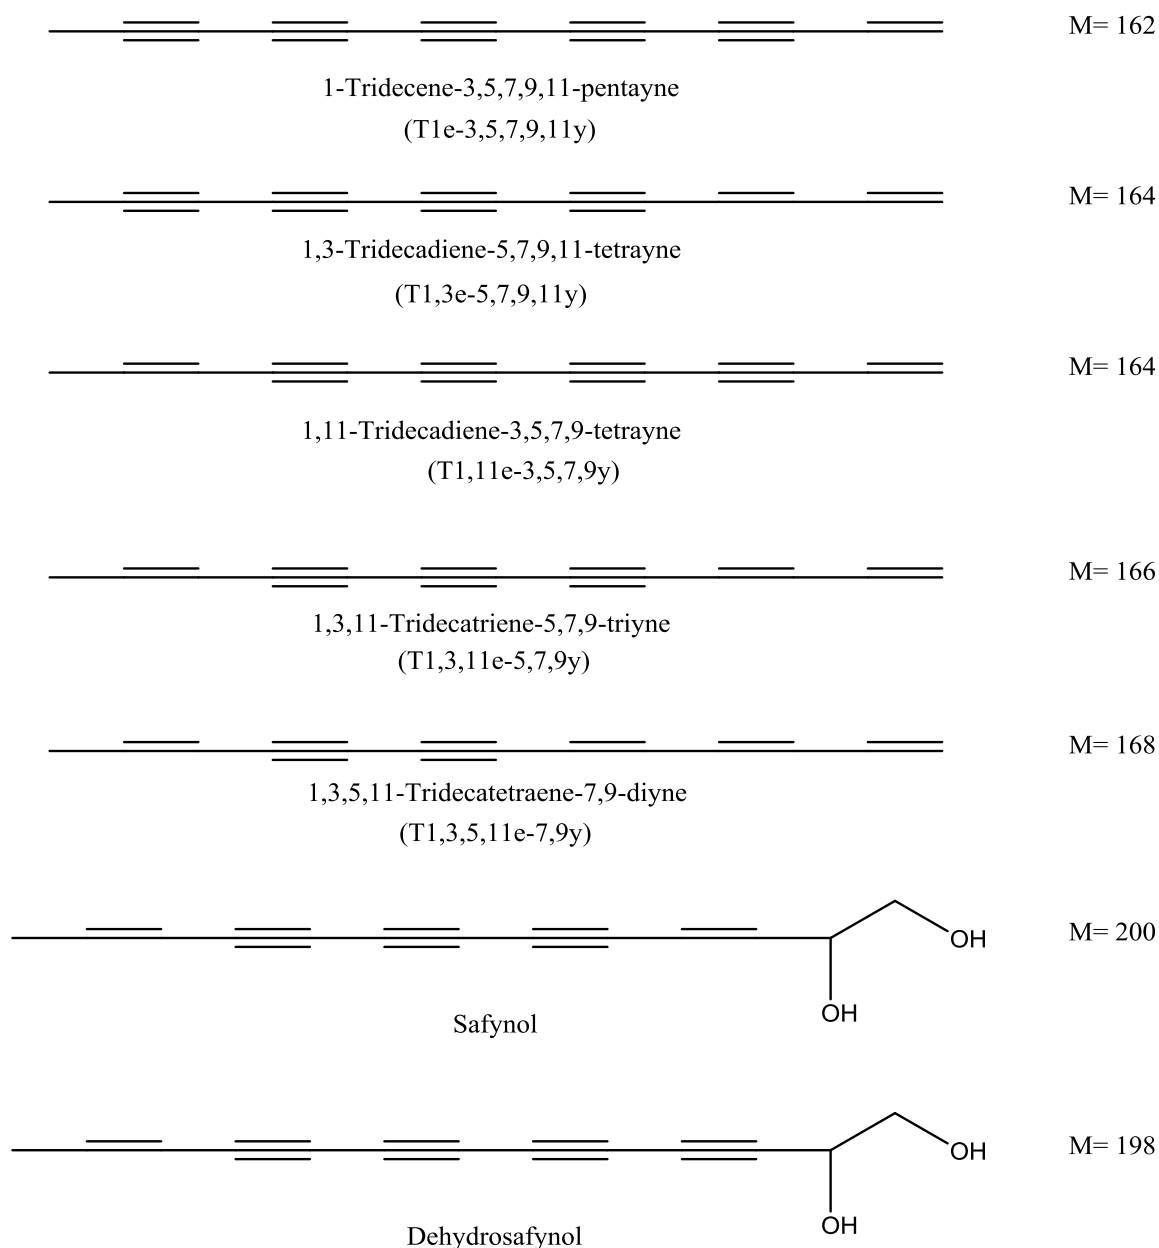 M= 162
1-Tridecene-3,5,7,9,11-pentayne
(T1e-3,5,7,9,11y)
M= 164
1,3-Tridecadiene-5,7,9,11-tetrayne
(T1,3e-5,7,9,11y)
M= 164
1,11-Tridecadiene-3,5,7,9-tetrayne
(T1,11e-3,5,7,9y)
M= 166
1,3,11-Tridecatriene-5,7,9-triyne
(T1,3,11e-5,7,9y)
M= 168
1,3,5,11-Tridecatetraene-7,9-diyne
(T1,3,5,11e-7,9y)
M= 200
OH
OH
Safynol
M= 198
OH
OH
Dehydrosafynol